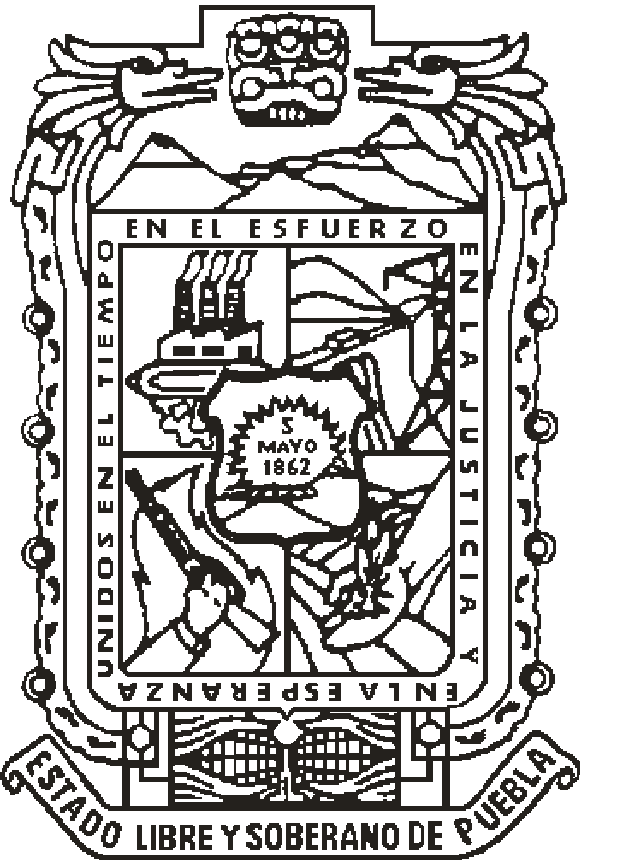 UNIDOS EN EL TIEMPO
EN EL ESFUERZO
EN LA JUSTICIA Y
EN LA ESPERANZA
5
MAYO
1862
ESTADO LIBRE Y SOBERANO DE PUEBLA